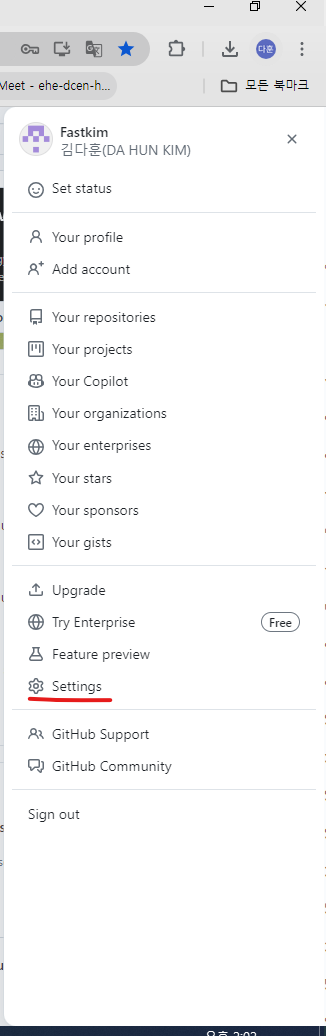 다훈
Meet - ehe-dcen-h...
모든 북마크
Fastkim
김다훈(DA HUN KIM)
Set status
Your profile
Add account
Your repositories
Your projects
Your Copilot
Your organizations
Your enterprises
Your stars
Your sponsors
Your gists
Upgrade
Try Enterprise
Free
Feature preview
Settings
GitHub Support
GitHub Community
Sign out